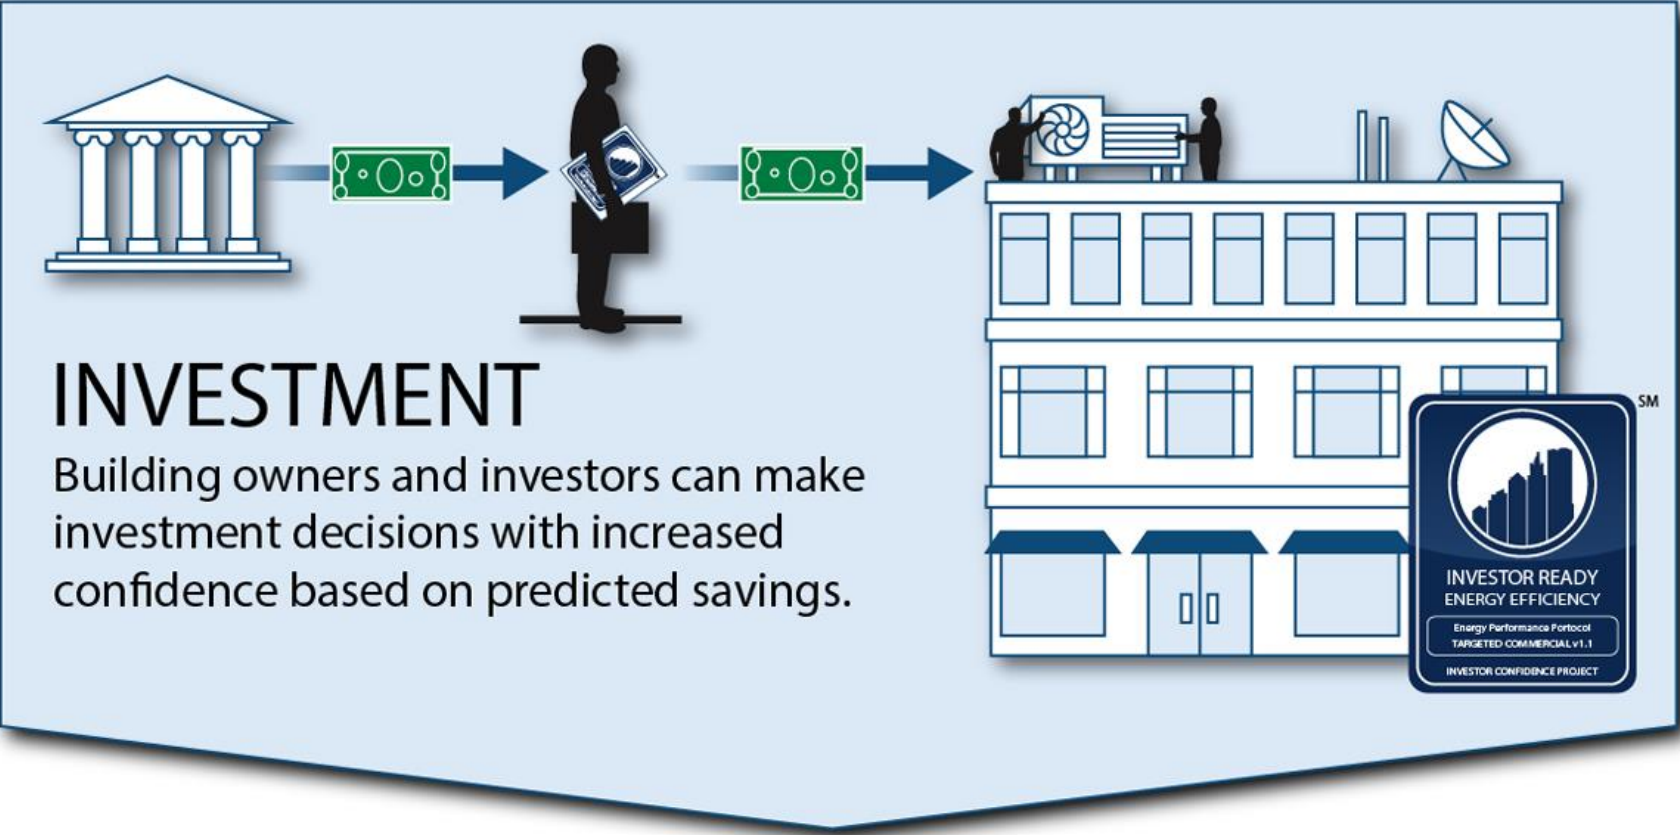 INVESTMENT
Building owners and investors can make
investment decisions with increased
confidence based on predicted savings.
SM
INVESTOR READY
ENERGY EFFICIENCY
Energy Performance Portocol
TARGETED COMMERCIAL v1.1
INVESTOR CONFIDENCE PROJECT